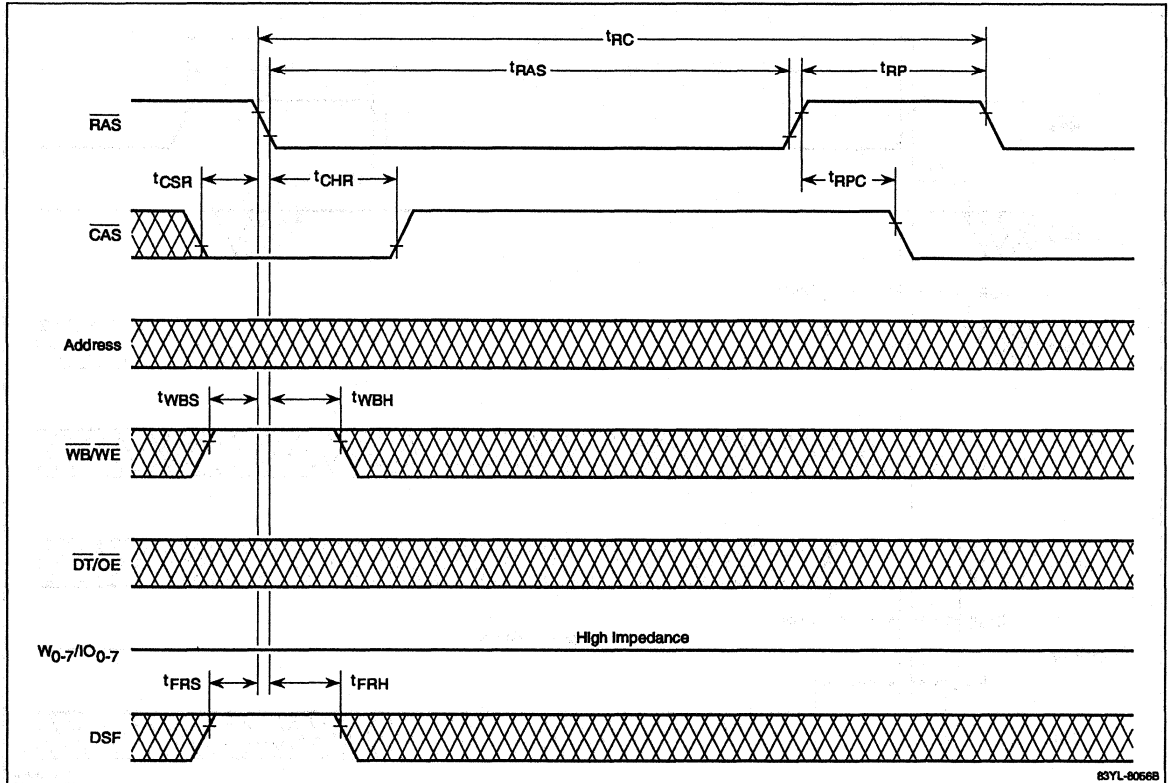 tRC
tRAS
tRP
RAS
tCSR
tCHR
tRPC
CAS
Address
tWBS
tWBH
WB/WE
DT/OE
High Impedance
W0-7/IO0-7
tFRS
tFRH
DSF
83YL-8056B